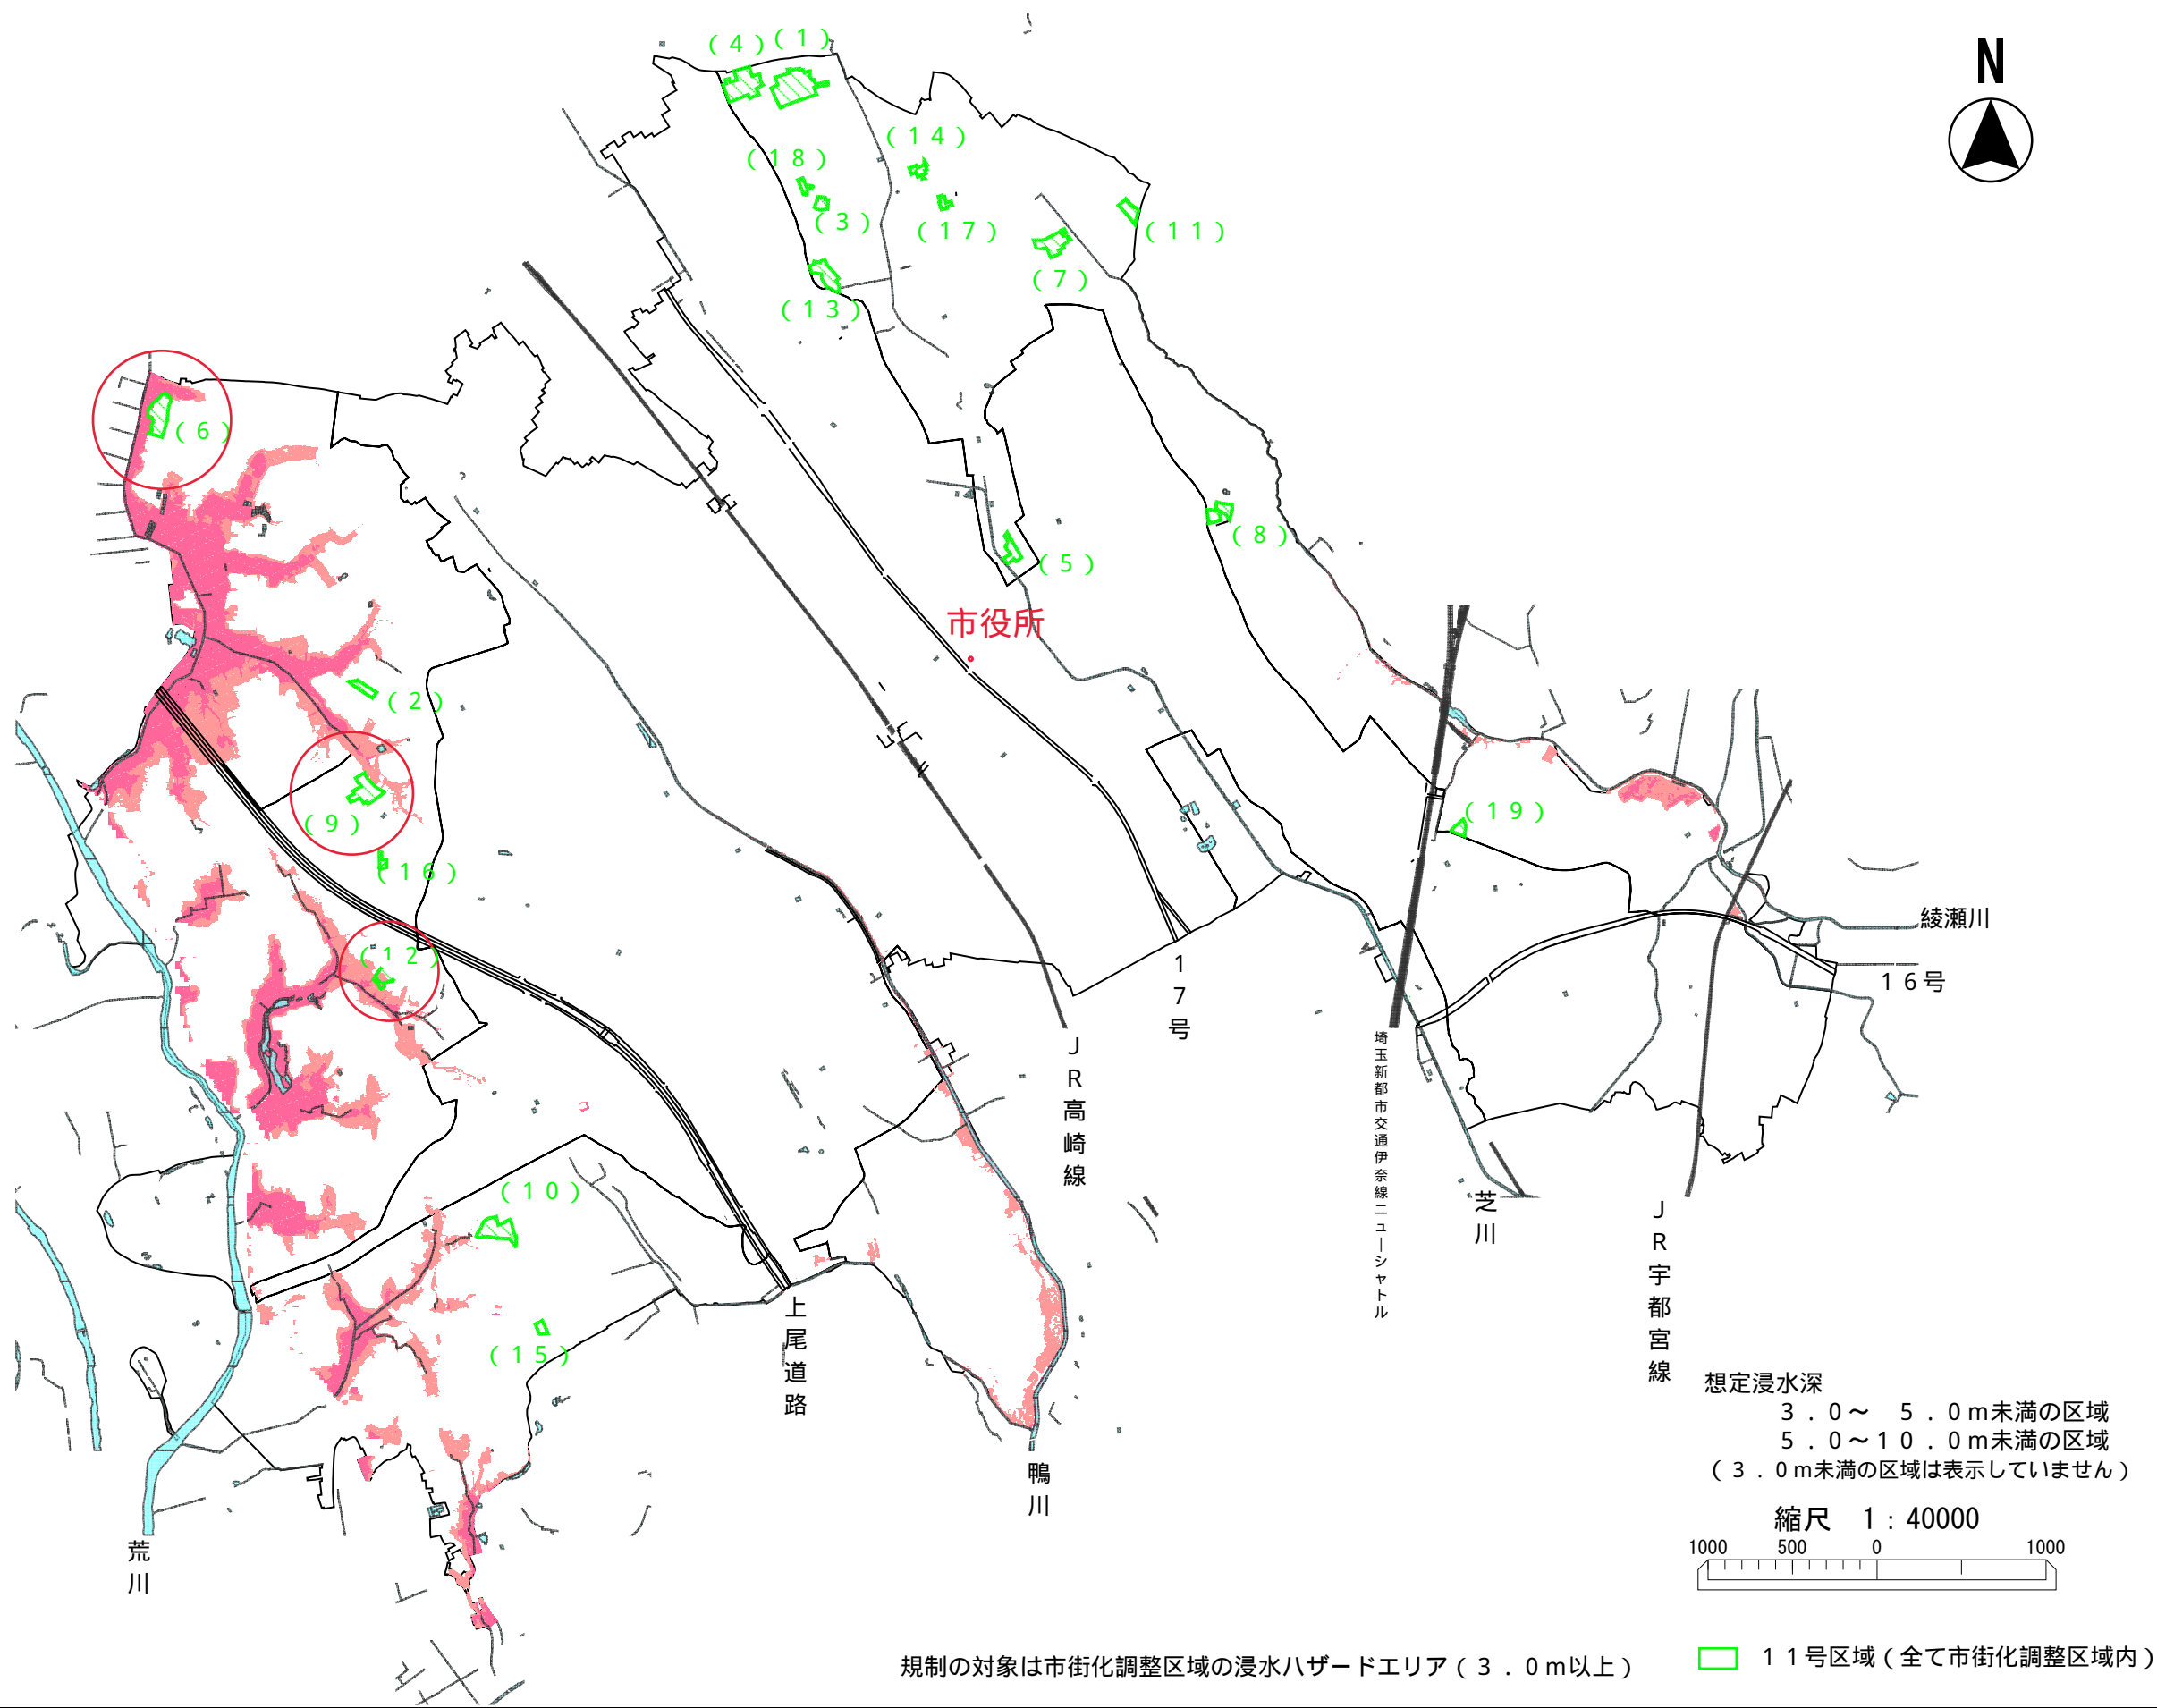 N
(４)
(１)
(１４)
(１８)
(３)
(１７)
(１１)
(７)
(１３)
(６)
(８)
(５)
市役所
(２)
(９)
(１９)
(１６)
(１２)
綾瀬川
１６号
１７号
ＪＲ高崎線
埼玉新都市交通伊奈線ニューシャトル
芝川
ＪＲ宇都宮線
(１０)
(１５)
上尾道路
鴨川
荒川
想定浸水深
３．０～　５．０ｍ未満の区域
５．０～１０．０ｍ未満の区域
(３．０ｍ未満の区域は表示していません)
縮尺　1：40000
1000 500 0 1000
規制の対象は市街化調整区域の浸水ハザードエリア(３．０ｍ以上)
１１号区域(全て市街化調整区域内)